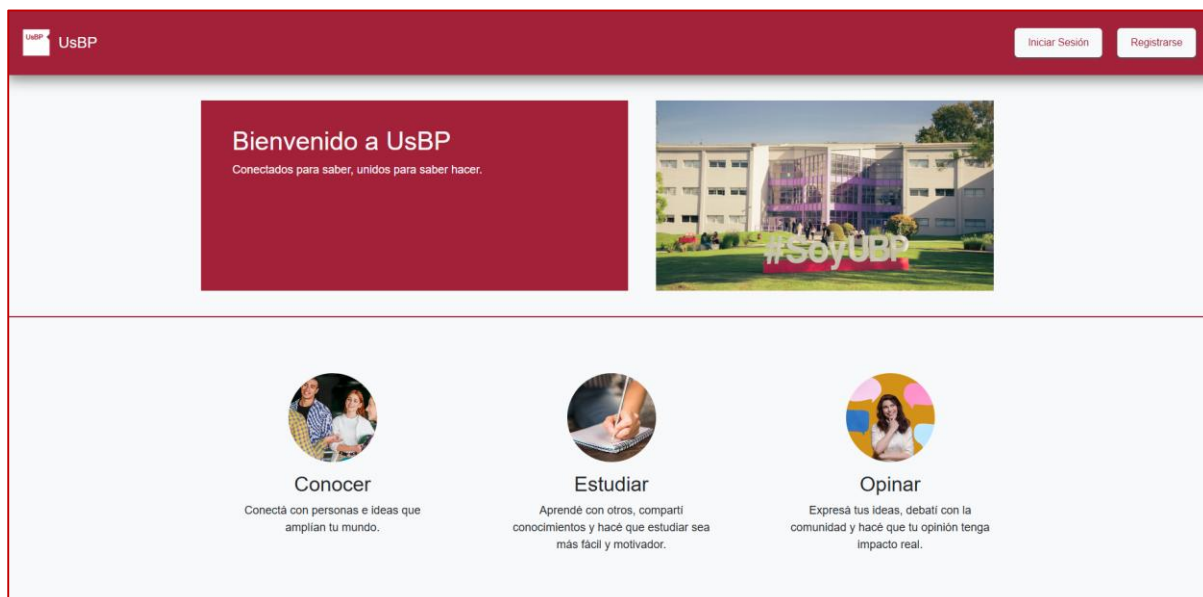 UsBP
UsBP
Iniciar Sesión
Registrarse
Bienvenido a UsBP
Conectados para saber, unidos para saber hacer.
#SoyUBP
Conocer
Conectá con personas e ideas que
amplían tu mundo.
Estudiar
Aprendé con otros, compartí
conocimientos y hacé que estudiar sea
más fácil y motivador.
Opinar
Expresá tus ideas, debatí con la
comunidad y hacé que tu opinión tenga
impacto real.